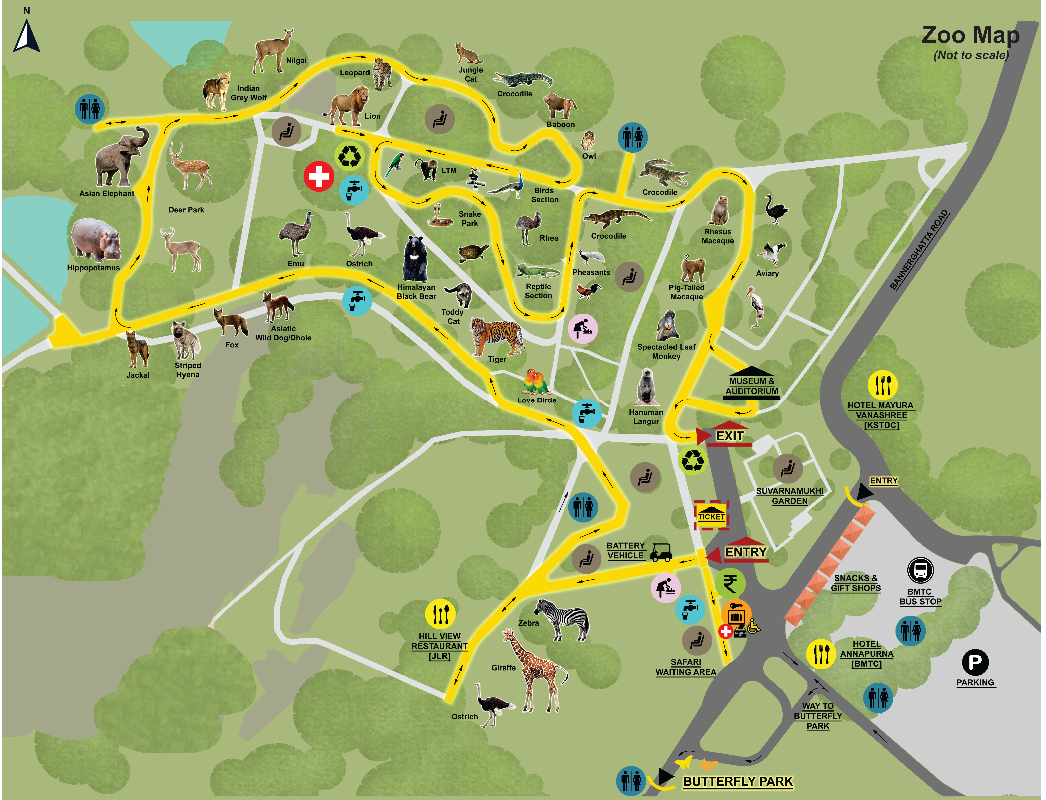 N
Zoo Map
(Not to scale)
Nilgai
Leopard
Jungle
Cat
Crocodile
Indian
Grey Wolf
Lion
Baboon
Owl
Asian Elephant
LTM
Birds
Section
Crocodile
Deer Park
Snake
Park
Rhea
Crocodile
Rhesus
Macaque
Hippopotamus
Emu
Ostrich
Himalayan
Black Bear
Reptile
Section
Pheasants
Pig-Tailed
Macaque
Aviary
BANNERGHATTA ROAD
Toddy
Cat
Asiatic
Wild Dog/Dhole
Fox
Striped
Hyena
Jackal
Tiger
Spectacled Leaf
Monkey
Love Birds
Hanuman
Langur
MUSEUM &
AUDITORIUM
HOTEL MAYURA
VANASHREE
[KSTDC]
EXIT
SUVARNAMUKHI
GARDEN
ENTRY
TICKET
BATTERY
VEHICLE
ENTRY
₹
SNACKS &
GIFT SHOPS
BMTC
BUS STOP
Zebra
HILL VIEW
RESTAURANT
[JLR]
Giraffe
Ostrich
SAFARI
WAITING AREA
HOTEL
ANNAPURNA
[BMTC]
P
PARKING
WAY TO
BUTTERFLY
PARK
BUTTERFLY PARK